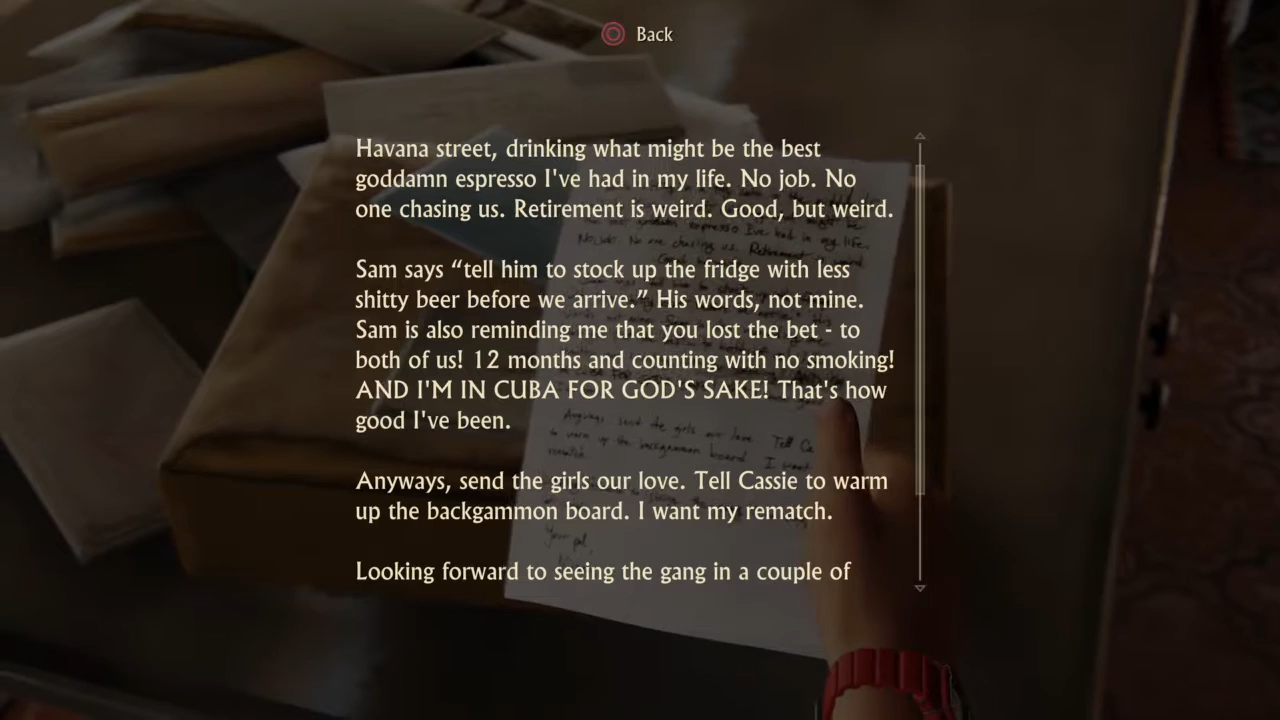 Back
Havana street, drinking what might be the best
goddamn espresso I've had in my life. No job. No
one chasing us. Retirement is weird. Good, but weird.
Sam says “tell him to stock up the fridge with less
shitty beer before we arrive.” His words, not mine.
Sam is also reminding me that you lost the bet - to
both of us! 12 months and counting with no smoking!
AND I'M IN CUBA FOR GOD'S SAKE! That's how
good I've been.
Anyways, send the girls our love. Tell Cassie to warm
up the backgammon board. I want my rematch.
Looking forward to seeing the gang in a couple of